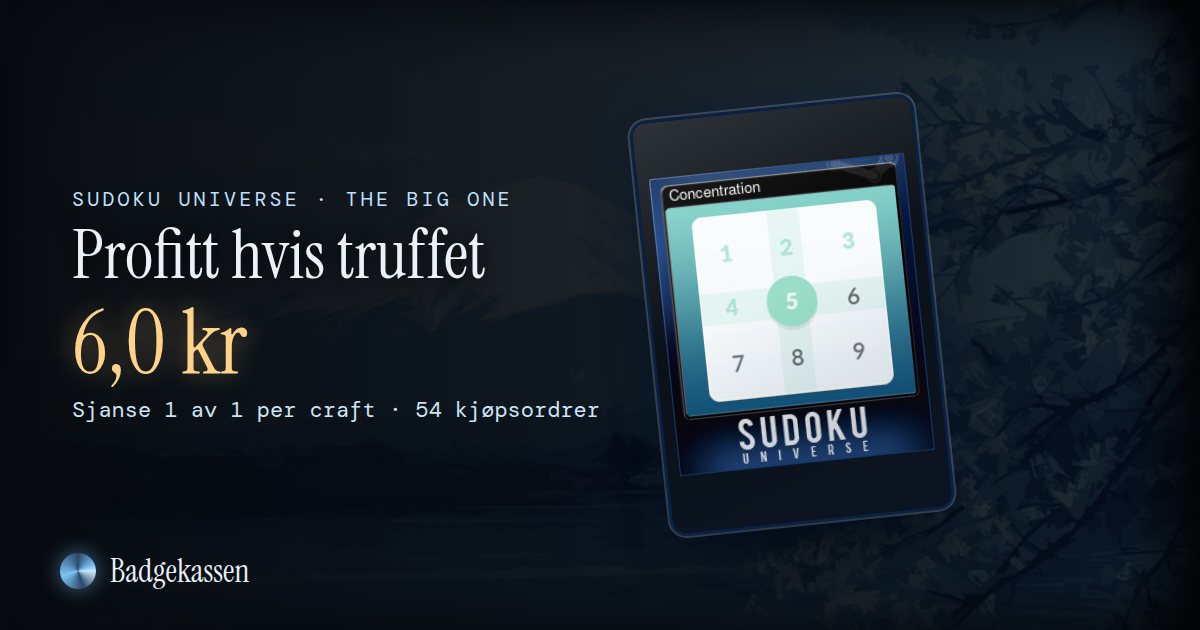 SUDOKU UNIVERSE · THE BIG ONE
Profitt hvis truffet
6,0 kr
Sjanse 1 av 1 per craft · 54 kjøpsordrer
Concentration
1 2 3
4 5 6
7 8 9
SUDOKU
UNIVERSE
Badgekassen